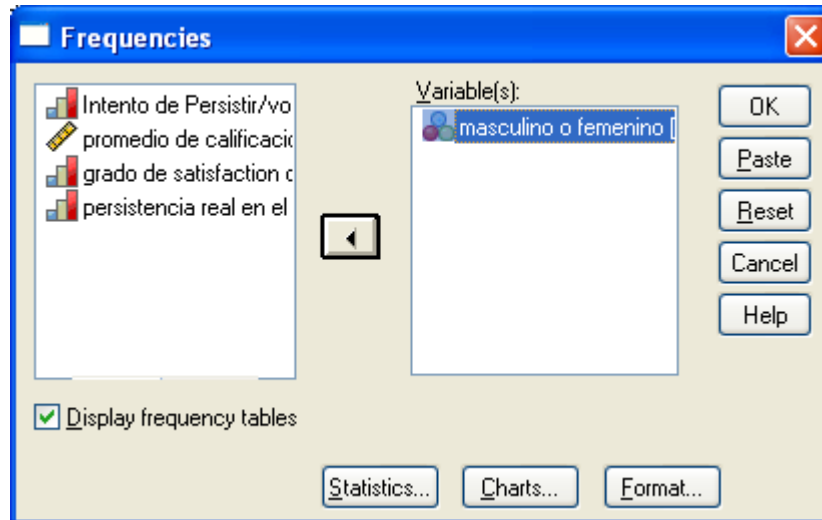 Frequencies
Intento de Persistir/vo
promedio de calificacio
grado de satisfaction
persistencia real en el
Variable(s):
masculino o femenino [
OK
Paste
Reset
Cancel
Help
Display frequency tables
Statistics...
Charts...
Format...